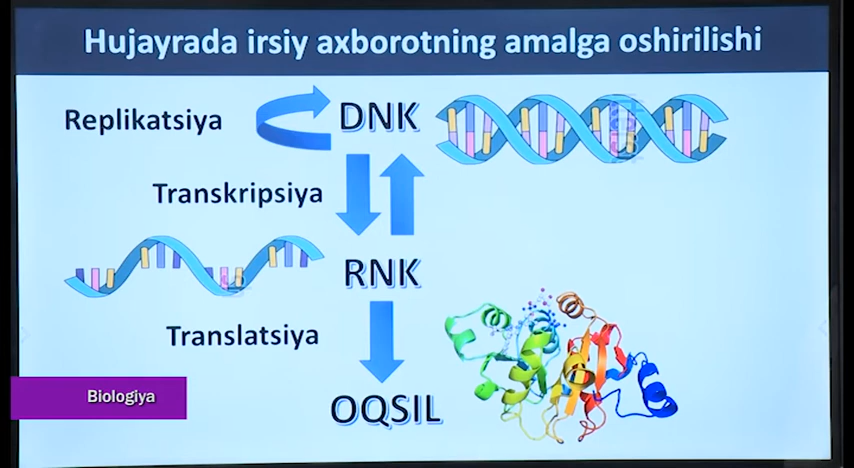 Hujayrada irsiy axborotning amalga oshirilishi
Replikatsiya
DNK
Transkripsiya
RNK
Translatsiya
Biologiya
OQSIL